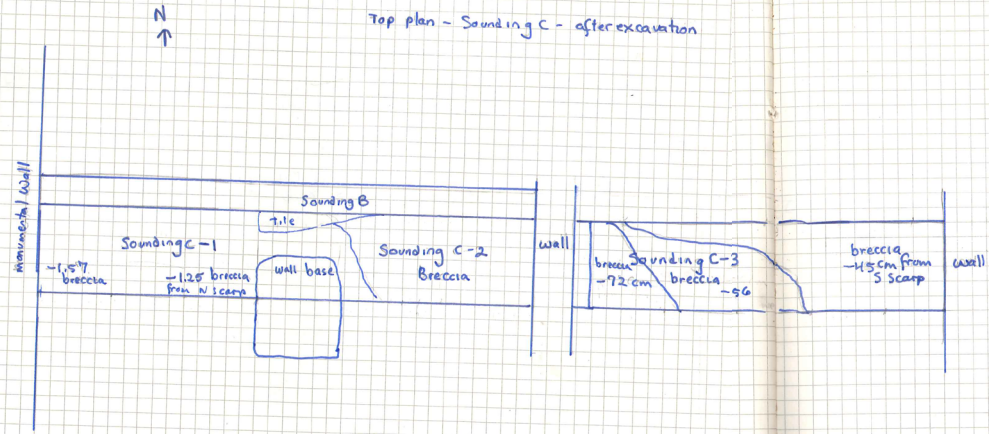 N
Top plan - Sounding C - after excavation
Monumental Wall
Sounding B
tile
Sounding C-1
Sounding C-2
Breccia
wall
-1.57
breccia
-1.25 breccia
from N scarp
wall base
breccia
-72 cm
Sounding C-3
breccia
-56
breccia
-45 cm from
S scarp
wall